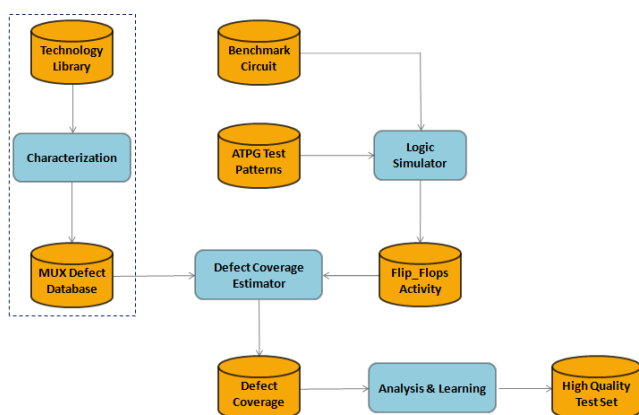 Technology
Library
Benchmark
Circuit
Characterization
ATPG Test
Patterns
Logic
Simulator
MUX Defect
Database
Defect Coverage
Estimator
Flip_Flops
Activity
Defect
Coverage
Analysis & Learning
High Quality
Test Set